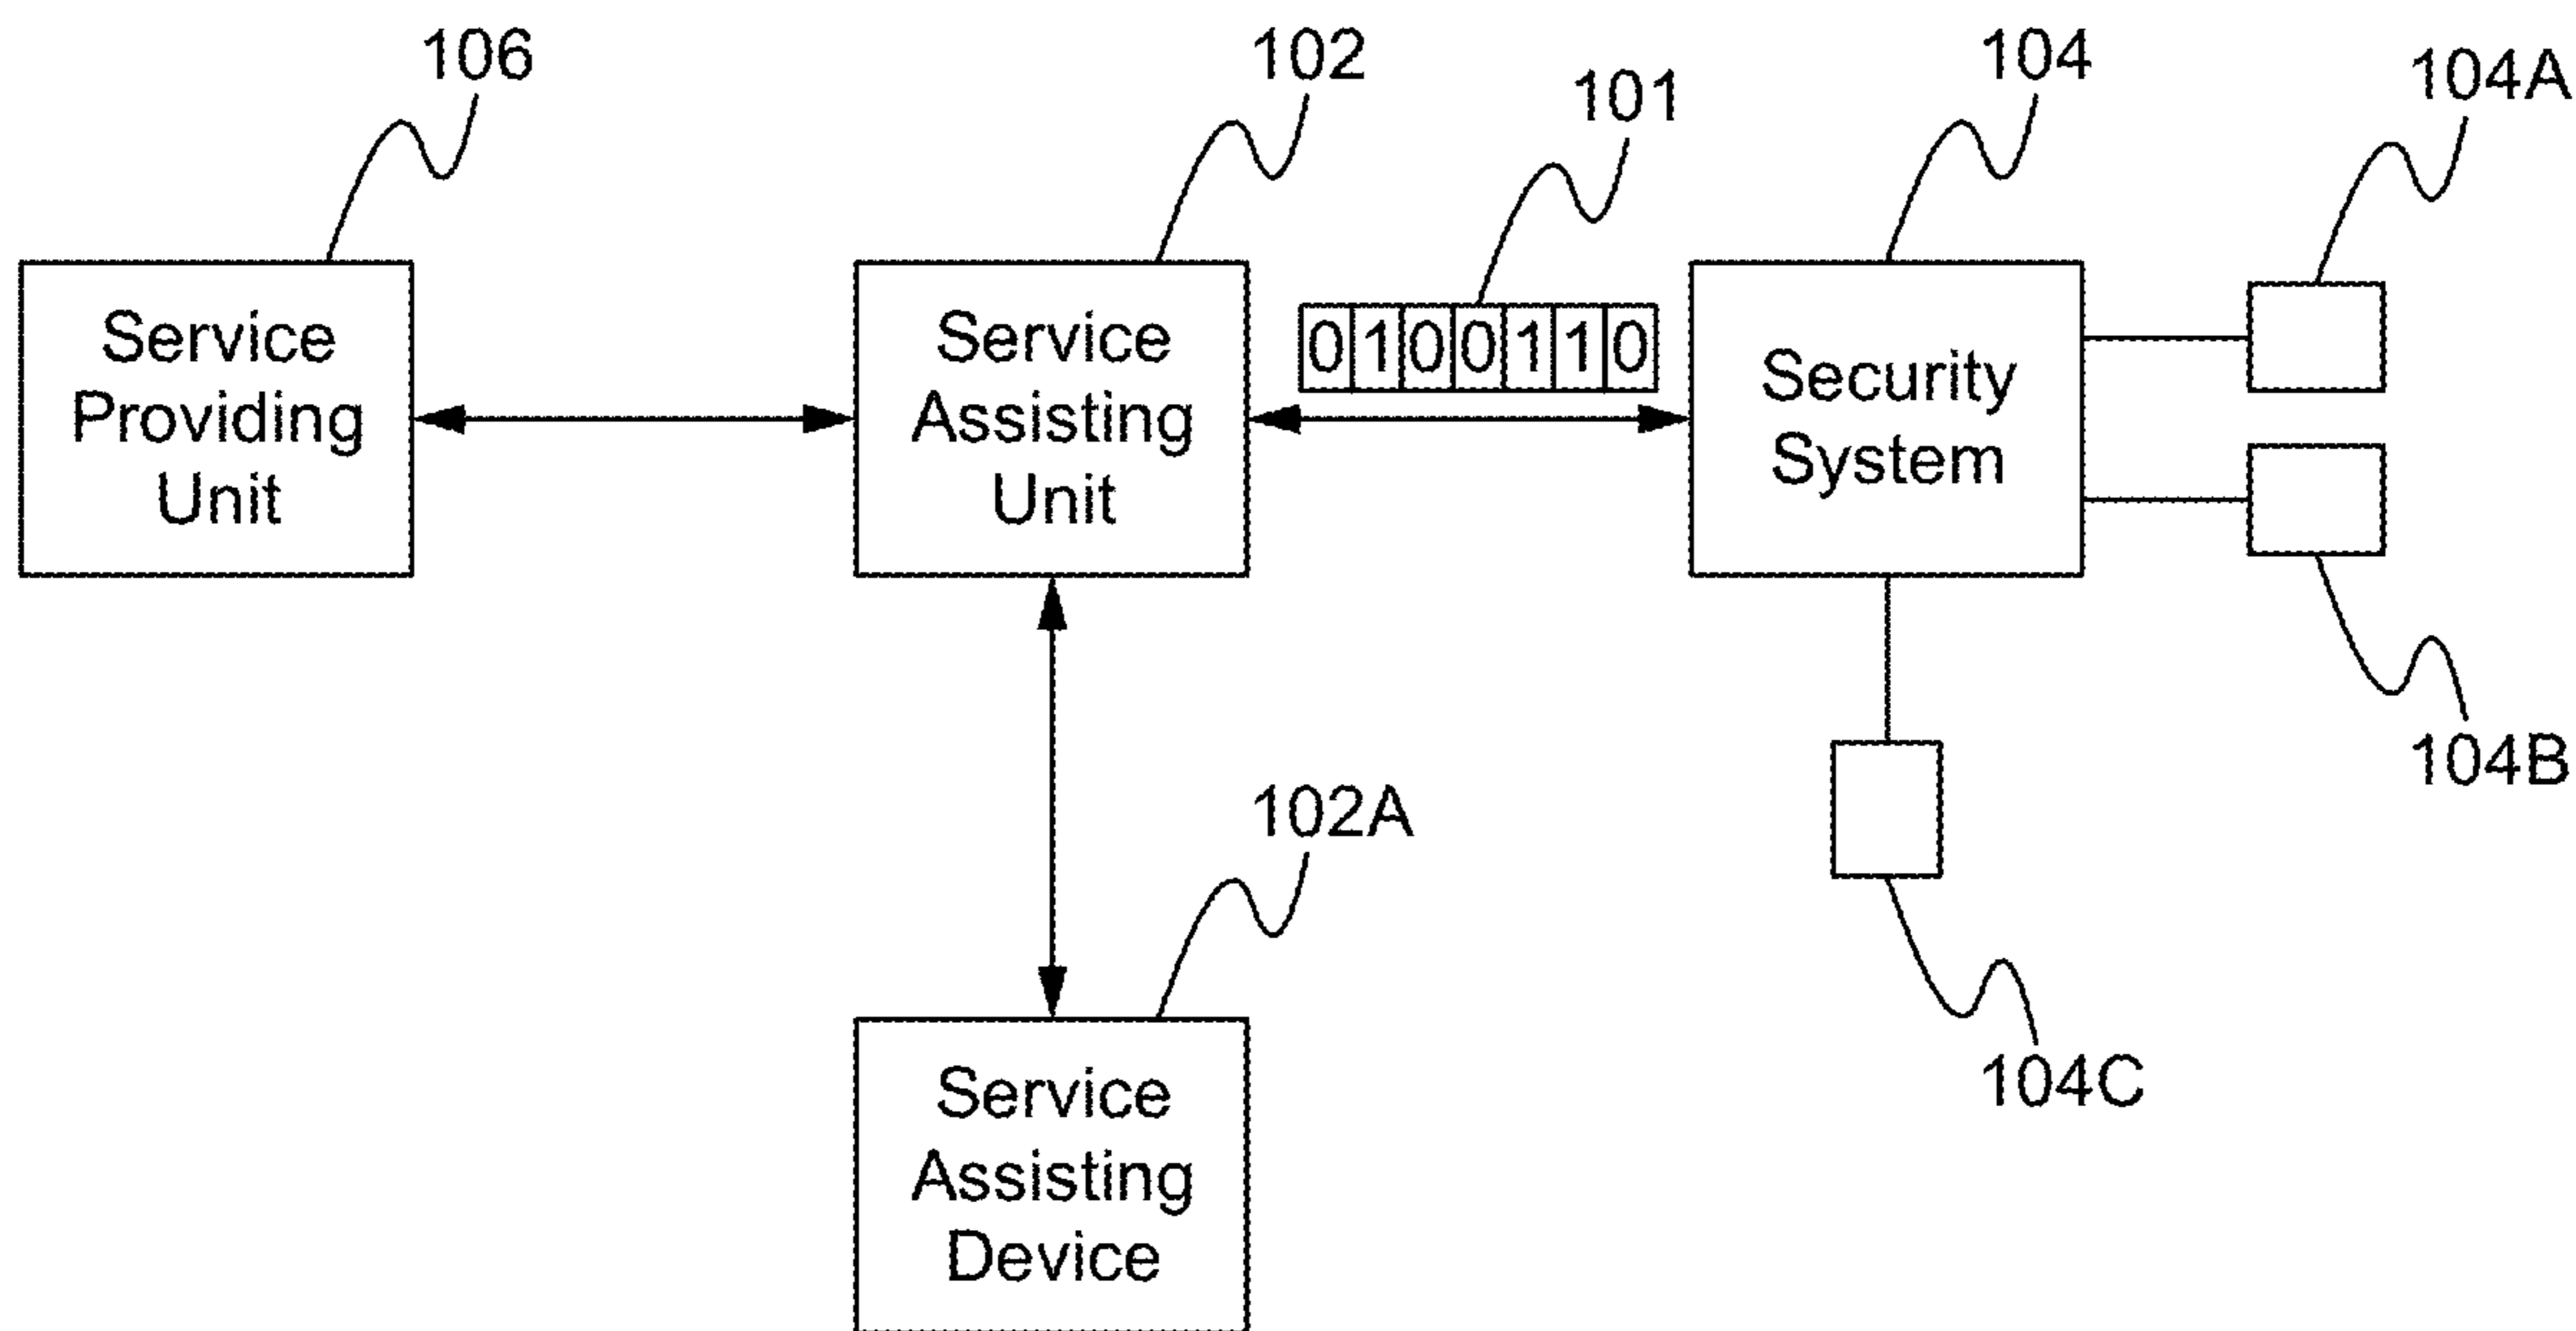 106
102
101
104
104A
Service
Providing
Unit
Service
Assisting
Unit
0 1 0 0 1 1 0
Security
System
104B
102A
104C
Service
Assisting
Device